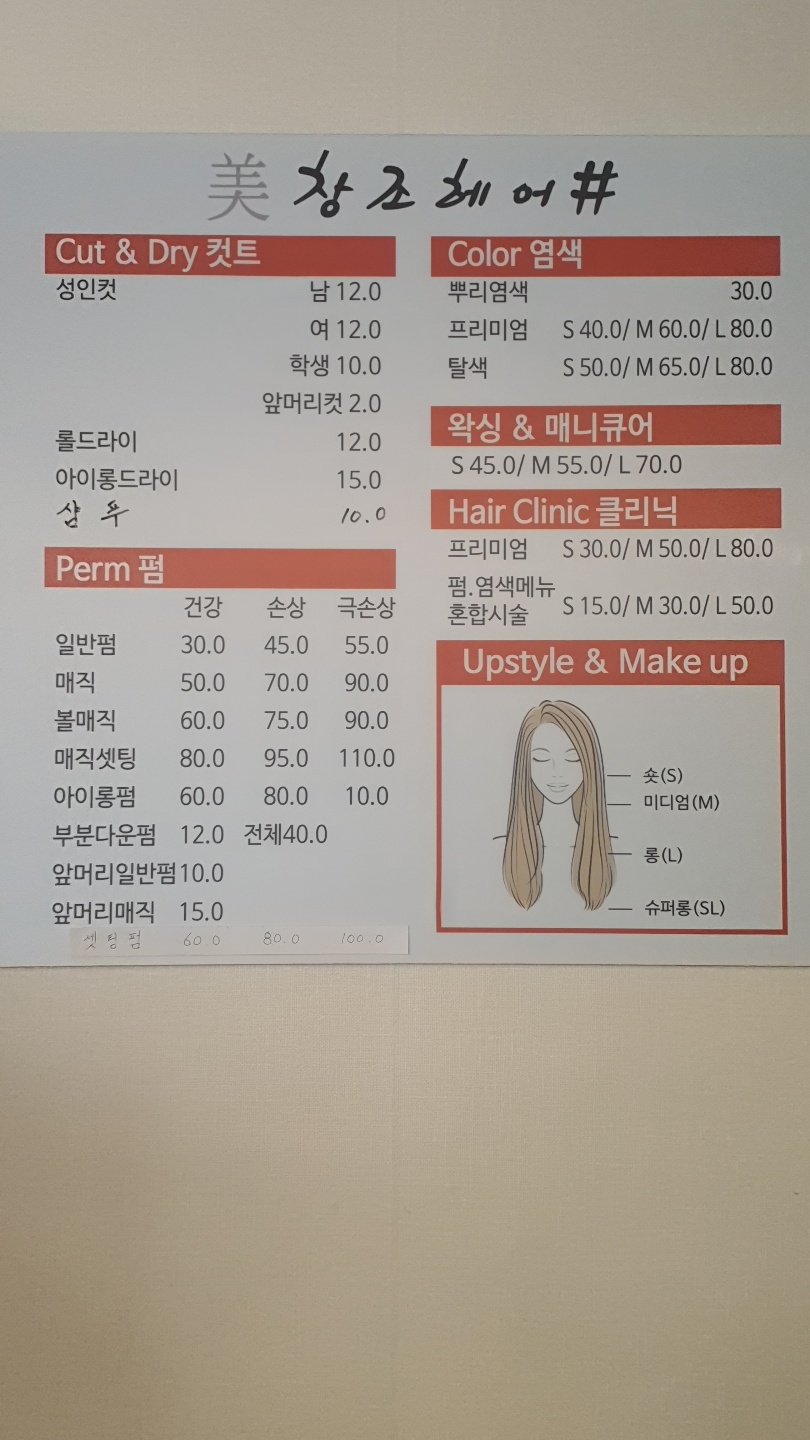 美 창조헤어#
Cut & Dry 컷트
성인컷 남 12.0
여 12.0
학생 10.0
앞머리컷 2.0
롤드라이 12.0
아이롱드라이 15.0
샴푸 10.0
Perm 펌
건강 손상 극손상
일반펌 30.0 45.0 55.0
매직 50.0 70.0 90.0
볼매직 60.0 75.0 90.0
매직셋팅 80.0 95.0 110.0
아이롱펌 60.0 80.0 10.0
부분다운펌 12.0 전체40.0
앞머리일반펌10.0
앞머리매직 15.0
셋팅펌 60.0 80.0 100.0
Color 염색
뿌리염색 30.0
프리미엄 S 40.0/ M 60.0/ L 80.0
탈색 S 50.0/ M 65.0/ L 80.0
왁싱 & 매니큐어
S 45.0/ M 55.0/ L 70.0
Hair Clinic 클리닉
프리미엄 S 30.0/ M 50.0/ L 80.0
펌.염색메뉴
혼합시술 S 15.0/ M 30.0/ L 50.0
Upstyle & Make up
숏(S)
미디엄(M)
롱(L)
슈퍼롱(SL)